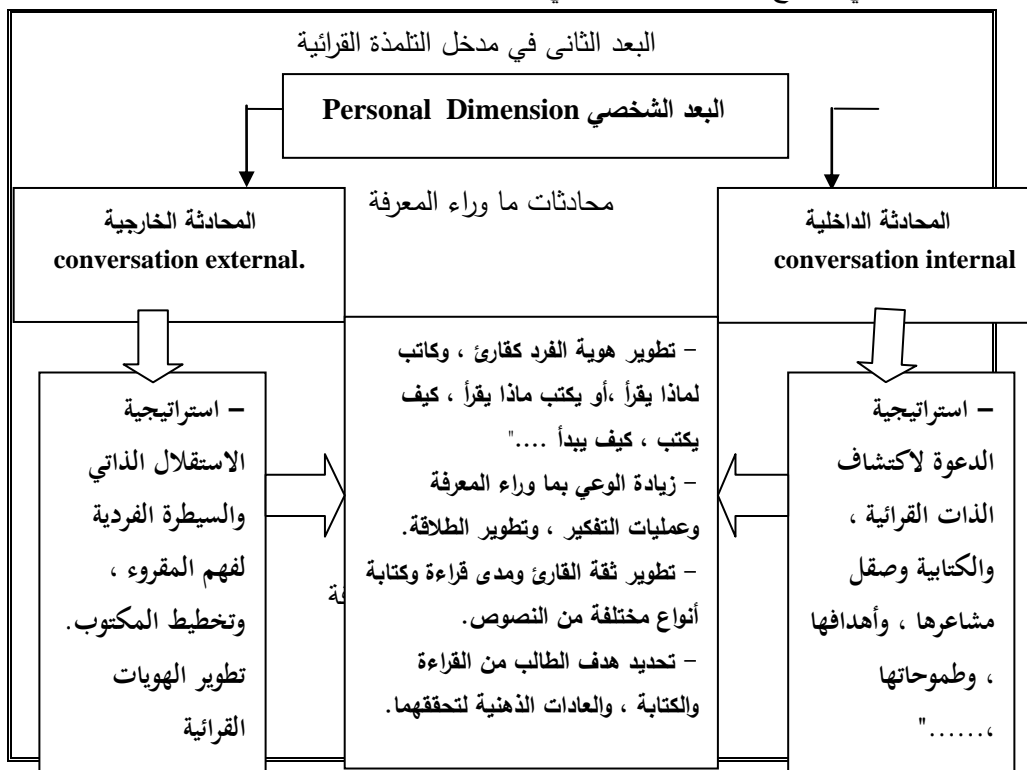 البعد الثانى في مدخل التلمذة القرائية
البعد الشخصي Personal Dimension
محادثات ما وراء المعرفة
المحادثة الداخلية
conversation internal
المحادثة الخارجية
conversation external.
– استراتيجية
الدعوة لاكتشاف
الذات القرائية ،
والكتابية وصقل
مشاعرها ، وأهدافها
، وطموحاتها
،......"
– تطوير هوية الفرد كقارئ ، وكاتب
لماذا يقرأ ،أو يكتب ماذا يقرأ ، كيف
يكتب ، كيف يبدأ ...."
– زيادة الوعي بما وراء المعرفة
وعمليات التفكير ، وتطوير الطلاقة.
– تطوير ثقة القارئ ومدى قراءة وكتابة
أنواع مختلفة من النصوص.
– تحديد هدف الطالب من القراءة
والكتابة ، والعادات الذهنية لتحققهما.
– استراتيجية
الاستقلال الذاتي
والسيطرة الفردية
لفهم المقروء ،
وتخطيط المكتوب.
تطوير الهويات
القرائية